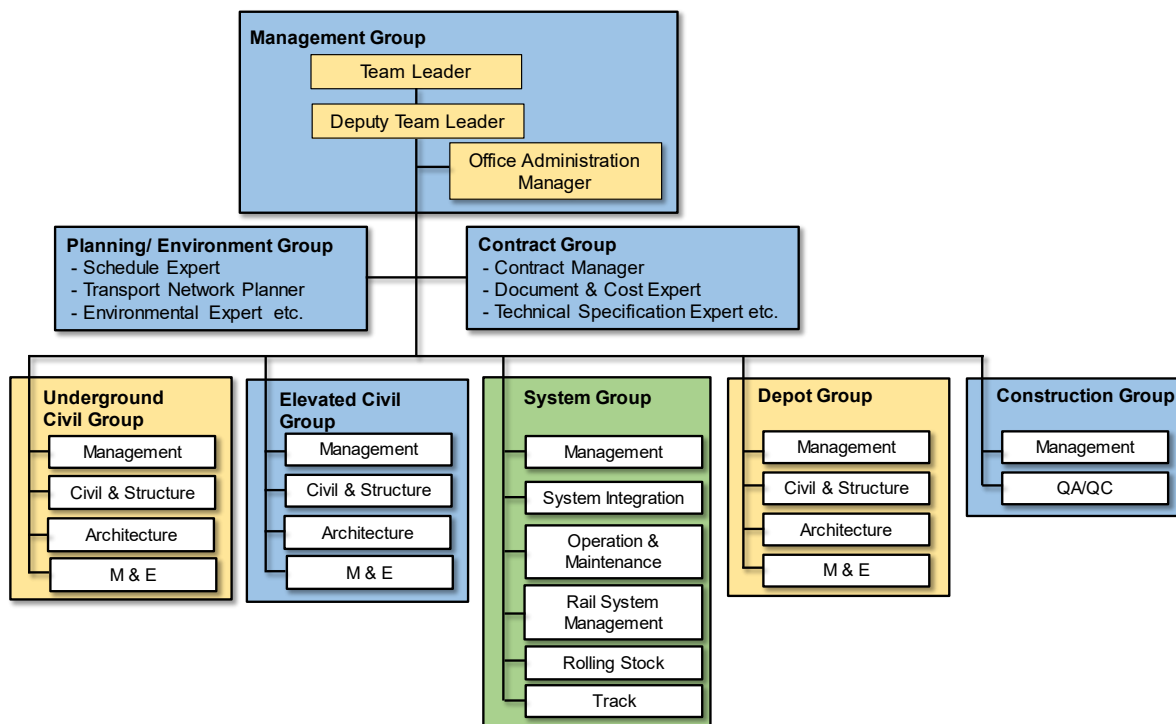 Management Group
Team Leader
Deputy Team Leader
Office Administration
Manager
Planning/ Environment Group
- Schedule Expert
- Transport Network Planner
- Environmental Expert etc.
Contract Group
- Contract Manager
- Document & Cost Expert
- Technical Specification Expert etc.
Underground
Civil Group
Management
Civil & Structure
Architecture
M & E
Elevated Civil
Group
Management
Civil & Structure
Architecture
M & E
System Group
Management
System Integration
Operation &
Maintenance
Rail System
Management
Rolling Stock
Track
Depot Group
Management
Civil & Structure
Architecture
M & E
Construction Group
Management
QA/QC